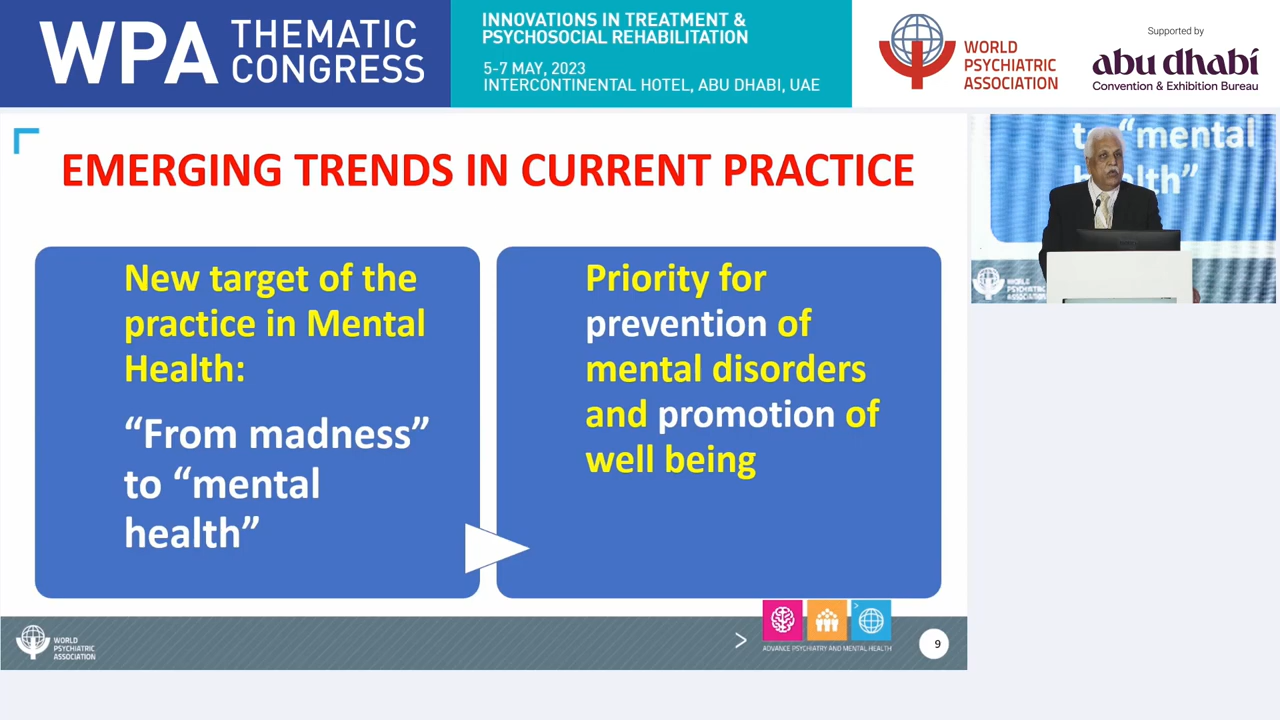 WPA THEMATIC
CONGRESS
INNOVATIONS IN TREATMENT &
PSYCHOSOCIAL REHABILITATION
5-7 MAY, 2023
INTERCONTINENTAL HOTEL, ABU DHABI, UAE
WORLD
PSYCHIATRIC
ASSOCIATION
Supported by
abu dhabi
Convention & Exhibition Bureau
EMERGING TRENDS IN CURRENT PRACTICE
New target of the
practice in Mental
Health:
“From madness”
to “mental
health”
Priority for
prevention of
mental disorders
and promotion of
well being
to “mental
health”
WORLD
PSYCHIATRIC
ASSOCIATION
WORLD
PSYCHIATRIC
ASSOCIATION
>
ADVANCE PSYCHIATRY AND MENTAL HEALTH
9